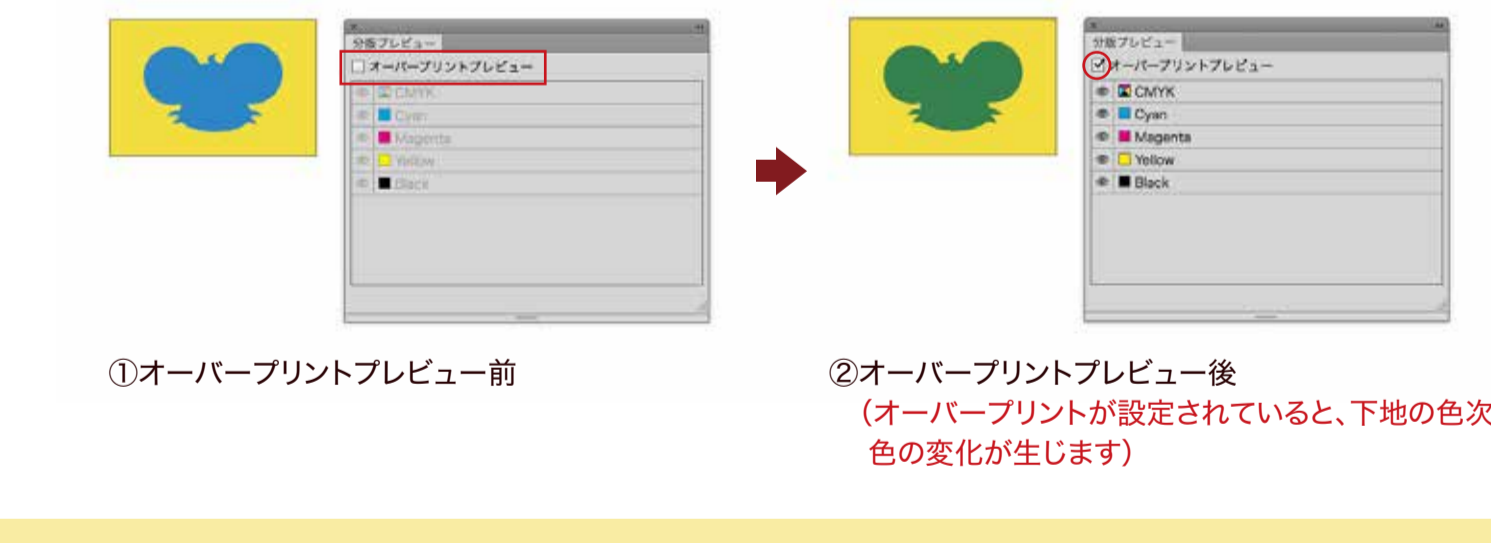 分版プレビュー
オーバープリントプレビュー
CMYK
Cyan
Magenta
Yellow
Black
①オーバープリントプレビュー前
分版プレビュー
オーバープリントプレビュー
CMYK
Cyan
Magenta
Yellow
Black
②オーバープリントプレビュー後
（オーバープリントが設定されていると、下地の色次
色の変化が生じます）